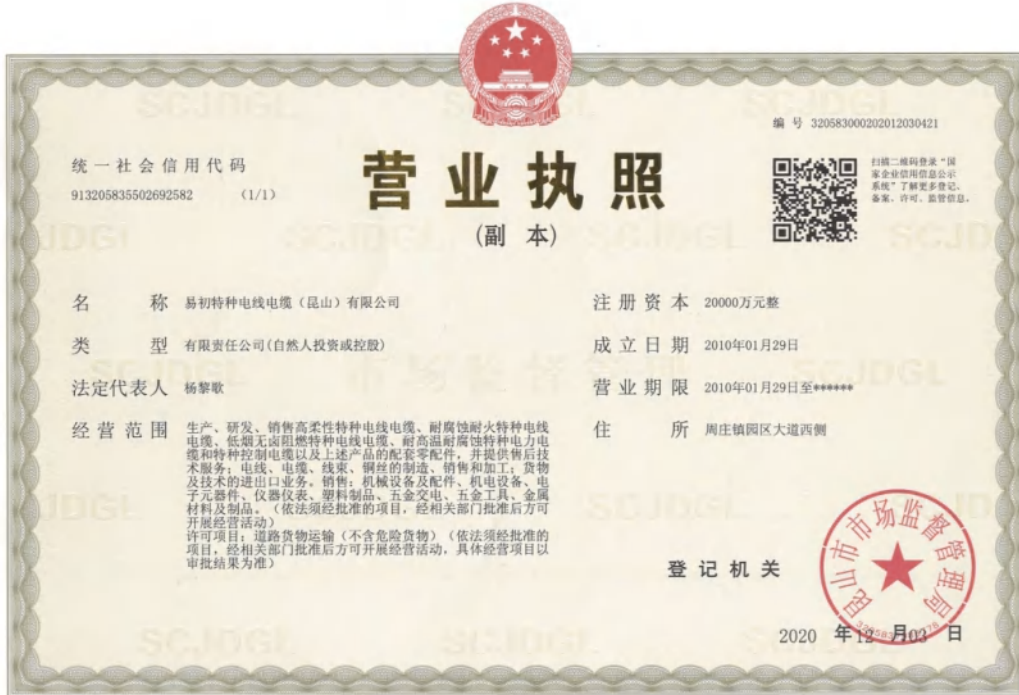 编 号 320583000202012030421
统一社会信用代码
913205835502692582 (1/1)
营业执照
(副 本)
扫描二维码登录“国
家企业信用信息公示
系统”了解更多登记、
备案、许可、监管信息。
名 称 易初特种电线电缆（昆山）有限公司
类 型 有限责任公司(自然人投资或控股)
法定代表人 杨黎歌
经营范围 生产、研发、销售高柔性特种电线电缆、耐腐蚀耐火特种电线
电缆、低烟无卤阻燃特种电线电缆、耐高温耐腐蚀特种电力电
缆和特种控制电缆以及上述产品的配套零配件，并提供售后技
术服务；电线、电缆、线束、铜丝的制造、销售和加工；货物
及技术的进出口业务。销售：机械设备及配件、机电设备、电
子元器件、仪器仪表、塑料制品、五金交电、五金工具、金属
材料及制品。（依法须经批准的项目，经相关部门批准后方可
开展经营活动）
许可项目：道路货物运输（不含危险货物）（依法须经批准的
项目，经相关部门批准后方可开展经营活动，具体经营项目以
审批结果为准）
注册资本 20000万元整
成立日期 2010年01月29日
营业期限 2010年01月29日至******
住 所 周庄镇园区大道西侧
登记机关
昆山市市场监督管理局
2020 年12 月03 日
SCJDGL
市场监督管理